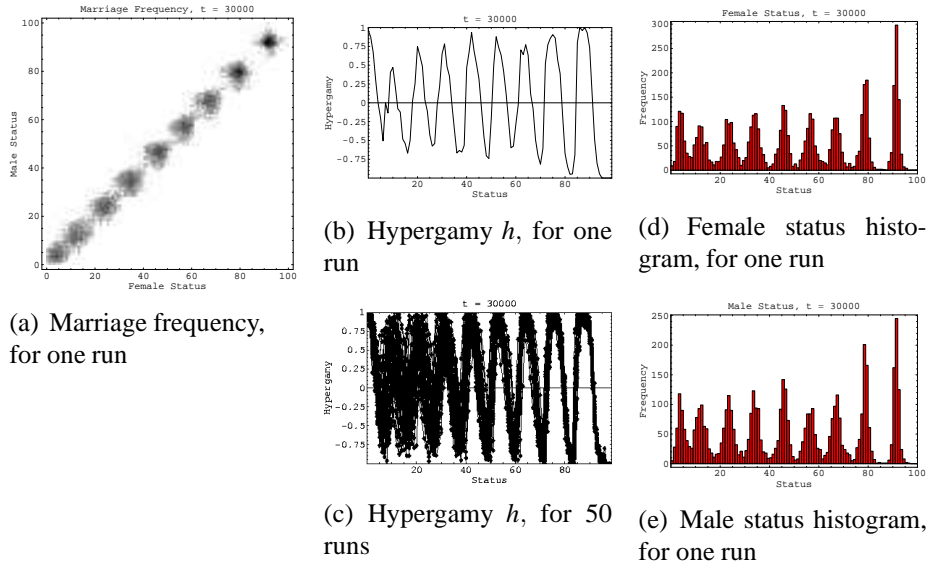 Marriage Frequency, t = 30000
100
80
60
40
20
0
Male Status
0 20 40 60 80 100
Female Status
(a) Marriage frequency,
for one run
t = 30000
1
0.75
0.5
0.25
0
-0.25
-0.5
-0.75
Hypergamy
20 40 60 80
Status
(b) Hypergamy h, for one
run
t = 30000
1
0.75
0.5
0.25
0
-0.25
-0.5
-0.75
Hypergamy
20 40 60 80
Status
(c) Hypergamy h, for 50
runs
Female Status, t = 30000
300
250
200
150
100
50
0
Frequency
0 20 40 60 80 100
Status
(d) Female status histo-
gram, for one run
Male Status, t = 30000
250
200
150
100
50
0
Frequency
0 20 40 60 80 100
Status
(e) Male status histogram,
for one run